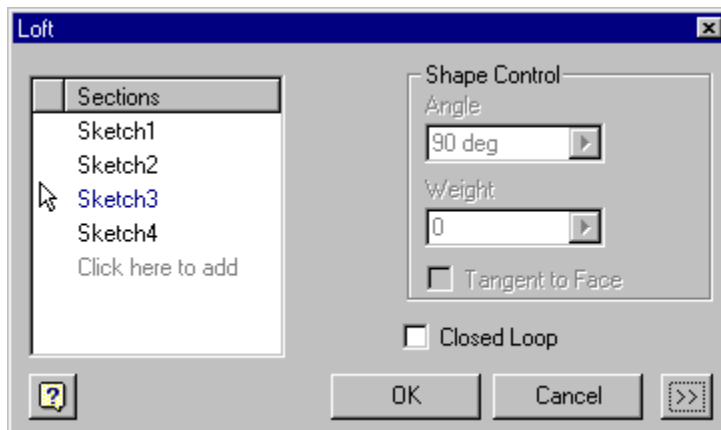 Loft
Sections
Sketch1
Sketch2
Sketch3
Sketch4
Click here to add
Shape Control
Angle
90 deg
Weight
0
Tangent to Face
Closed Loop
?
OK
Cancel
>>